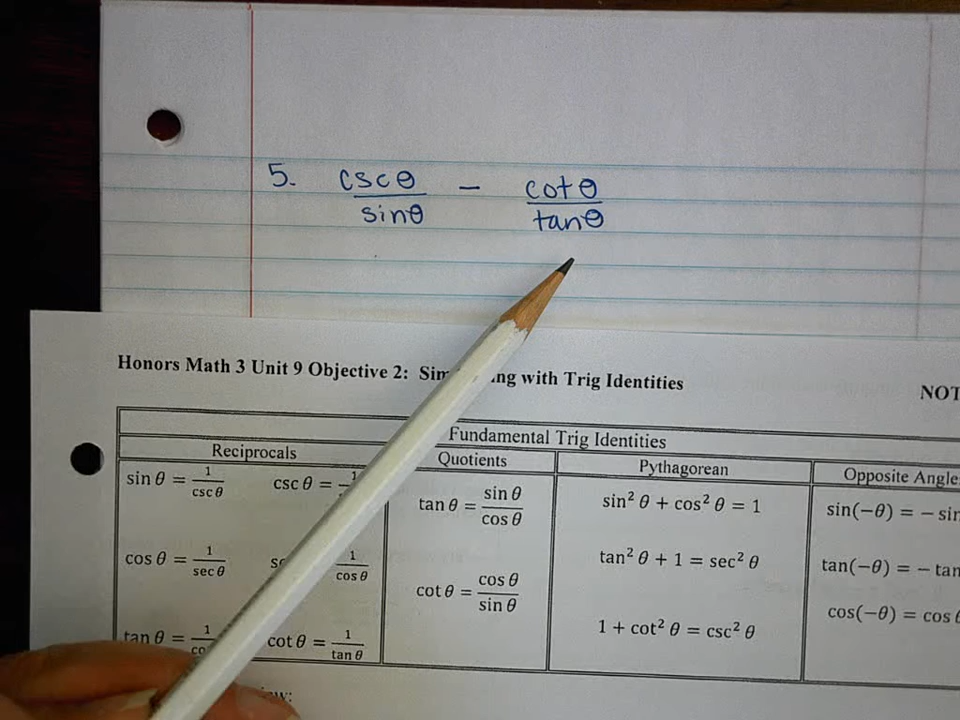 5. cscθ/sinθ − cotθ/tanθ
Honors Math 3 Unit 9 Objective 2: with Trig Identities
NOT
Fundamental Trig Identities
Reciprocals Quotients Pythagorean Opposite Angle
sin θ = 1/csc θ csc θ = 1 tan θ = sin θ/cos θ sin² θ + cos² θ = 1 sin(−θ) = − sin
cos θ = 1/sec θ 1/cos θ cot θ = cos θ/sin θ tan² θ + 1 = sec² θ tan(−θ) = − tan
tan θ = 1/co cot θ = 1/tan θ 1 + cot² θ = csc² θ cos(−θ) = cos θ